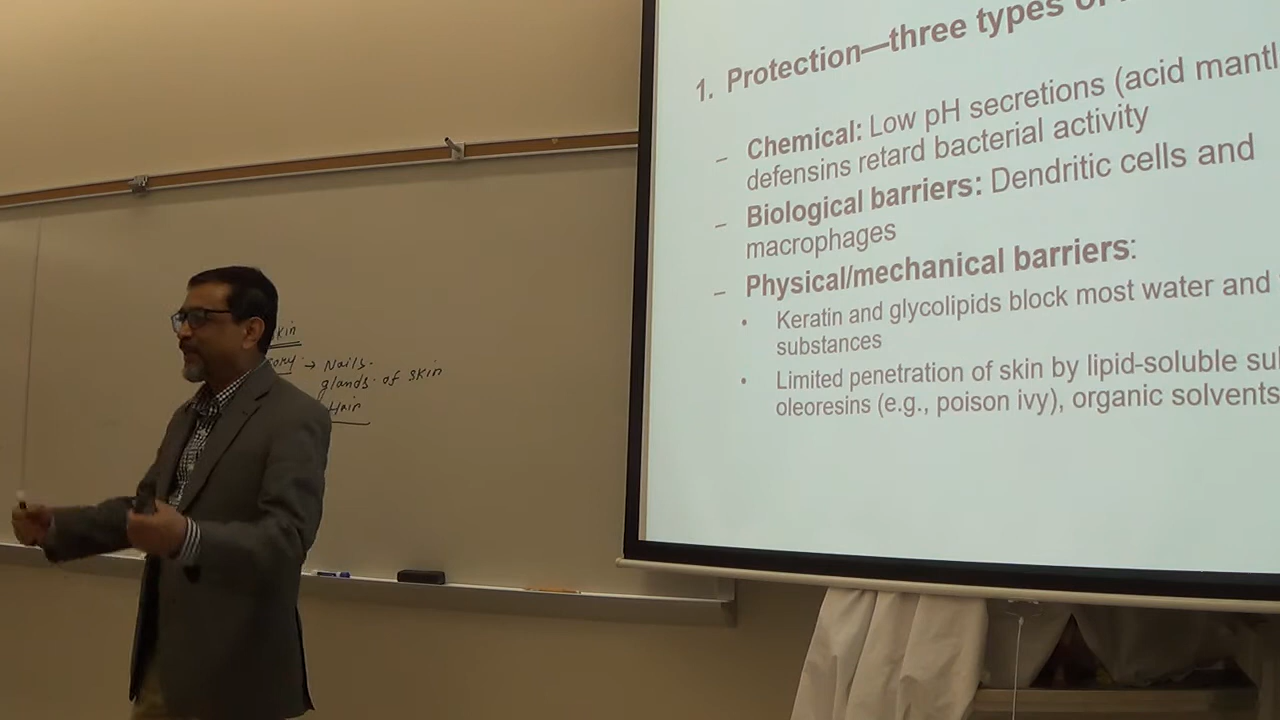 1. Protection—three types of
– Chemical: Low pH secretions (acid
defensins retard bacterial activity
– Biological barriers: Dendritic cells and
macrophages
– Physical/mechanical barriers:
• Keratin and glycolipids block most water and
substances
• Limited penetration of skin by lipid-soluble
oleoresins (e.g., poison ivy), organic solvents
→ Nails.
glands of skin
Hair